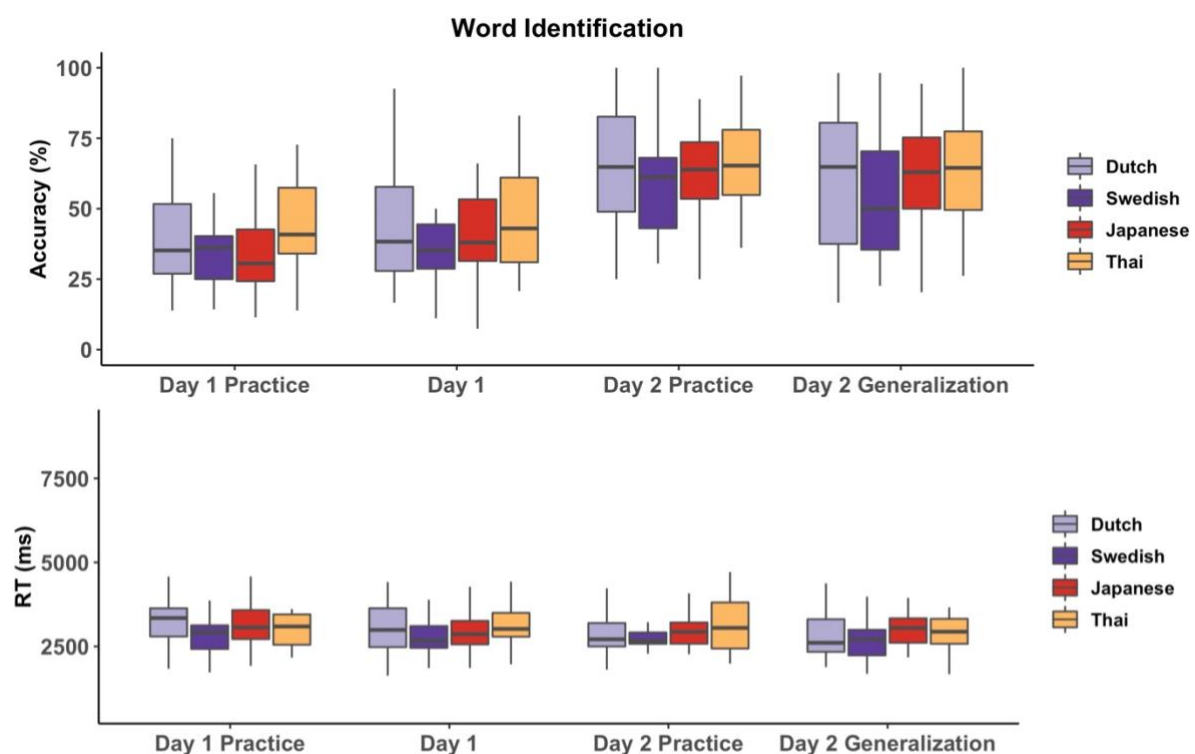 Word Identification
Accuracy (%)
100
75
50
25
0
Day 1 Practice Day 1 Day 2 Practice Day 2 Generalization
Dutch
Swedish
Japanese
Thai
RT (ms)
7500
5000
2500
Day 1 Practice Day 1 Day 2 Practice Day 2 Generalization
Dutch
Swedish
Japanese
Thai